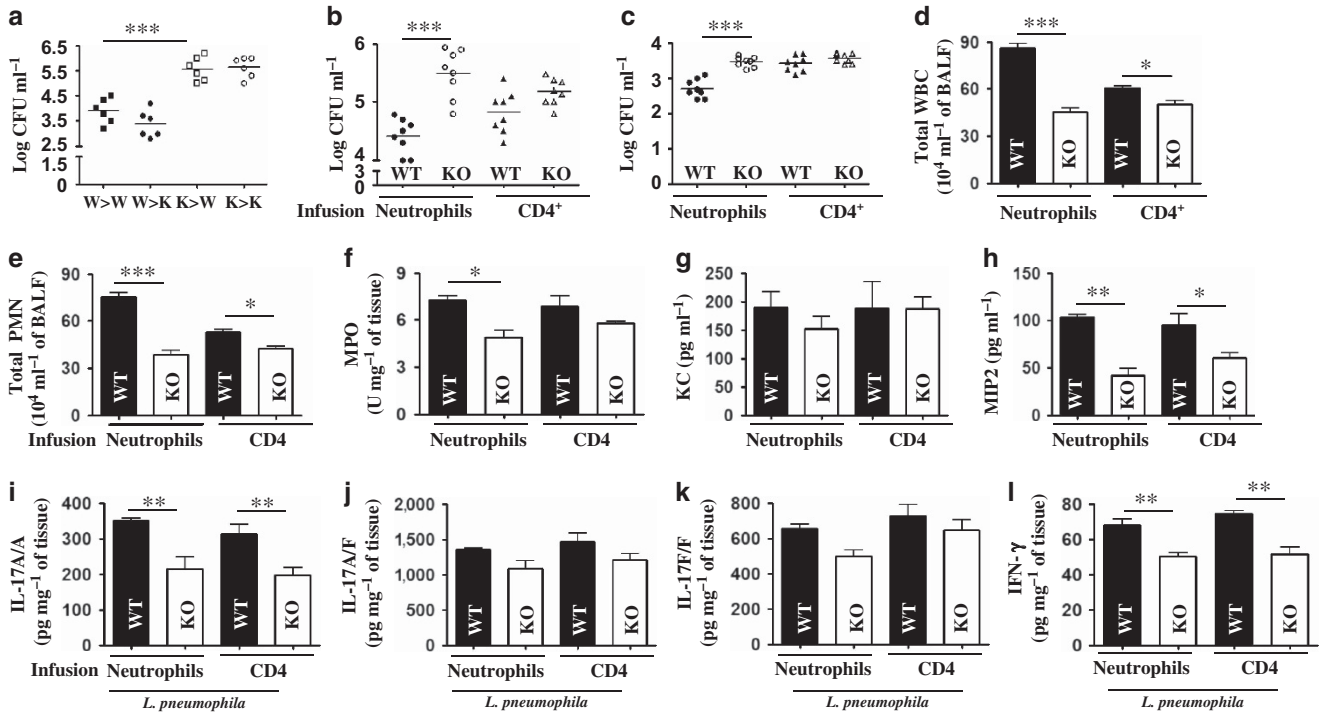 a
***
Log CFU ml⁻¹
6.5
5.5
4.5
3.5
2.5
1.5
0
W>W W>K K>W K>K
b
***
Log CFU ml⁻¹
6
5
4
3
0
WT KO WT KO
Infusion Neutrophils CD4⁺
c
***
Log CFU ml⁻¹
4
3
2
1
0
WT KO WT KO
Neutrophils CD4⁺
d
*** *
Total WBC
(10⁴ ml⁻¹ of BALF)
90
60
30
0
WT KO WT KO
Neutrophils CD4⁺
e
*** *
Total PMN
(10⁴ ml⁻¹ of BALF)
90
60
30
0
WT KO WT KO
Infusion Neutrophils CD4
f
*
MPO
(U mg⁻¹ of tissue)
9
6
3
0
WT KO WT KO
Neutrophils CD4
g
KC (pg ml⁻¹)
250
200
150
100
50
0
WT KO WT KO
Neutrophils CD4
h
** *
MIP2 (pg ml⁻¹)
150
100
50
0
WT KO WT KO
Neutrophils CD4
i
** **
IL-17A/A
(pg mg⁻¹ of tissue)
400
300
200
100
0
WT KO WT KO
Infusion Neutrophils CD4
L. pneumophila
j
IL-17A/F
(pg mg⁻¹ of tissue)
2,000
1,500
1,000
500
0
WT KO WT KO
Neutrophils CD4
L. pneumophila
k
IL-17F/F
(pg mg⁻¹ of tissue)
800
600
400
200
0
WT KO WT KO
Neutrophils CD4
L. pneumophila
l
** **
IFN-γ
(pg mg⁻¹ of tissue)
80
60
40
20
0
WT KO WT KO
Neutrophils CD4
L. pneumophila